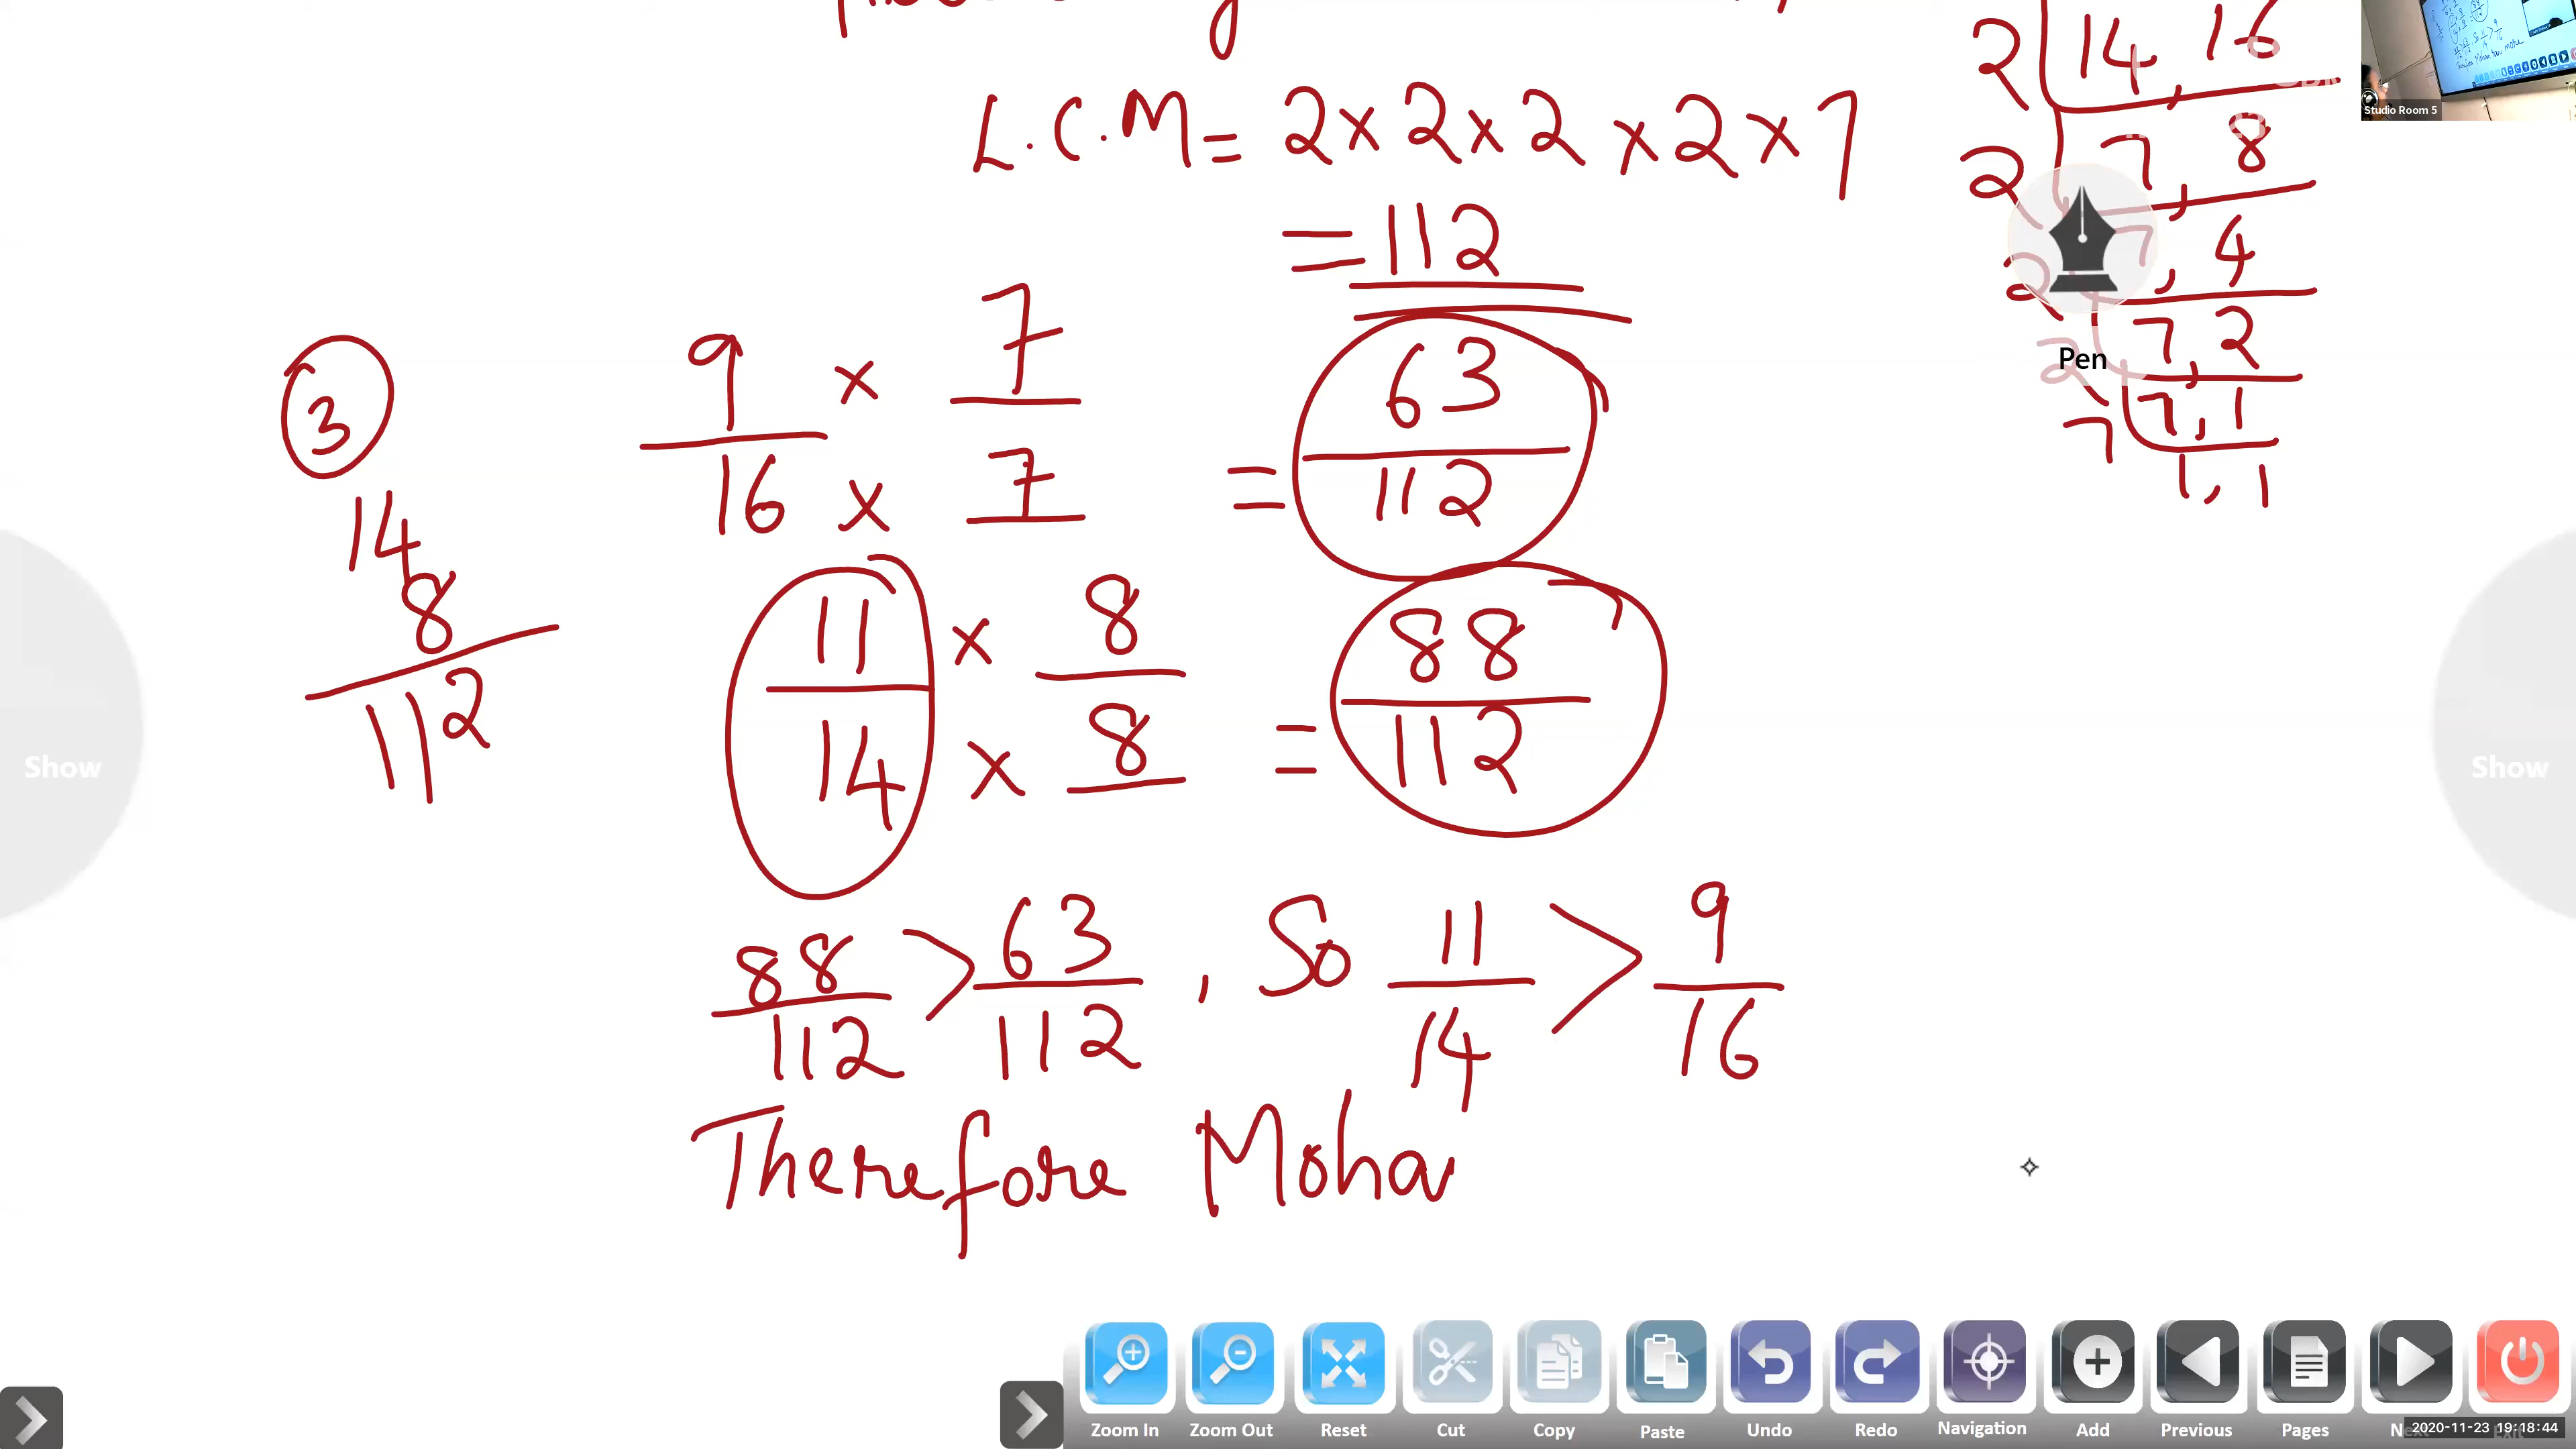 2 | 14, 16
L.C.M = 2 × 2 × 2 × 2 × 7
2 | 7, 8
= 112
2 | 7, 4
2 | 7, 2
7 | 7, 1
1, 1
3
9/16 × 7/7 = 63/112
14
8
112
11/14 × 8/8 = 88/112
88/112 > 63/112 , So 11/14 > 9/16
Therefore Moha
Studio Room 5
Pen
Show
Show
Zoom In Zoom Out Reset Cut Copy Paste Undo Redo Navigation Add Previous Pages
2020-11-23 19:18:44